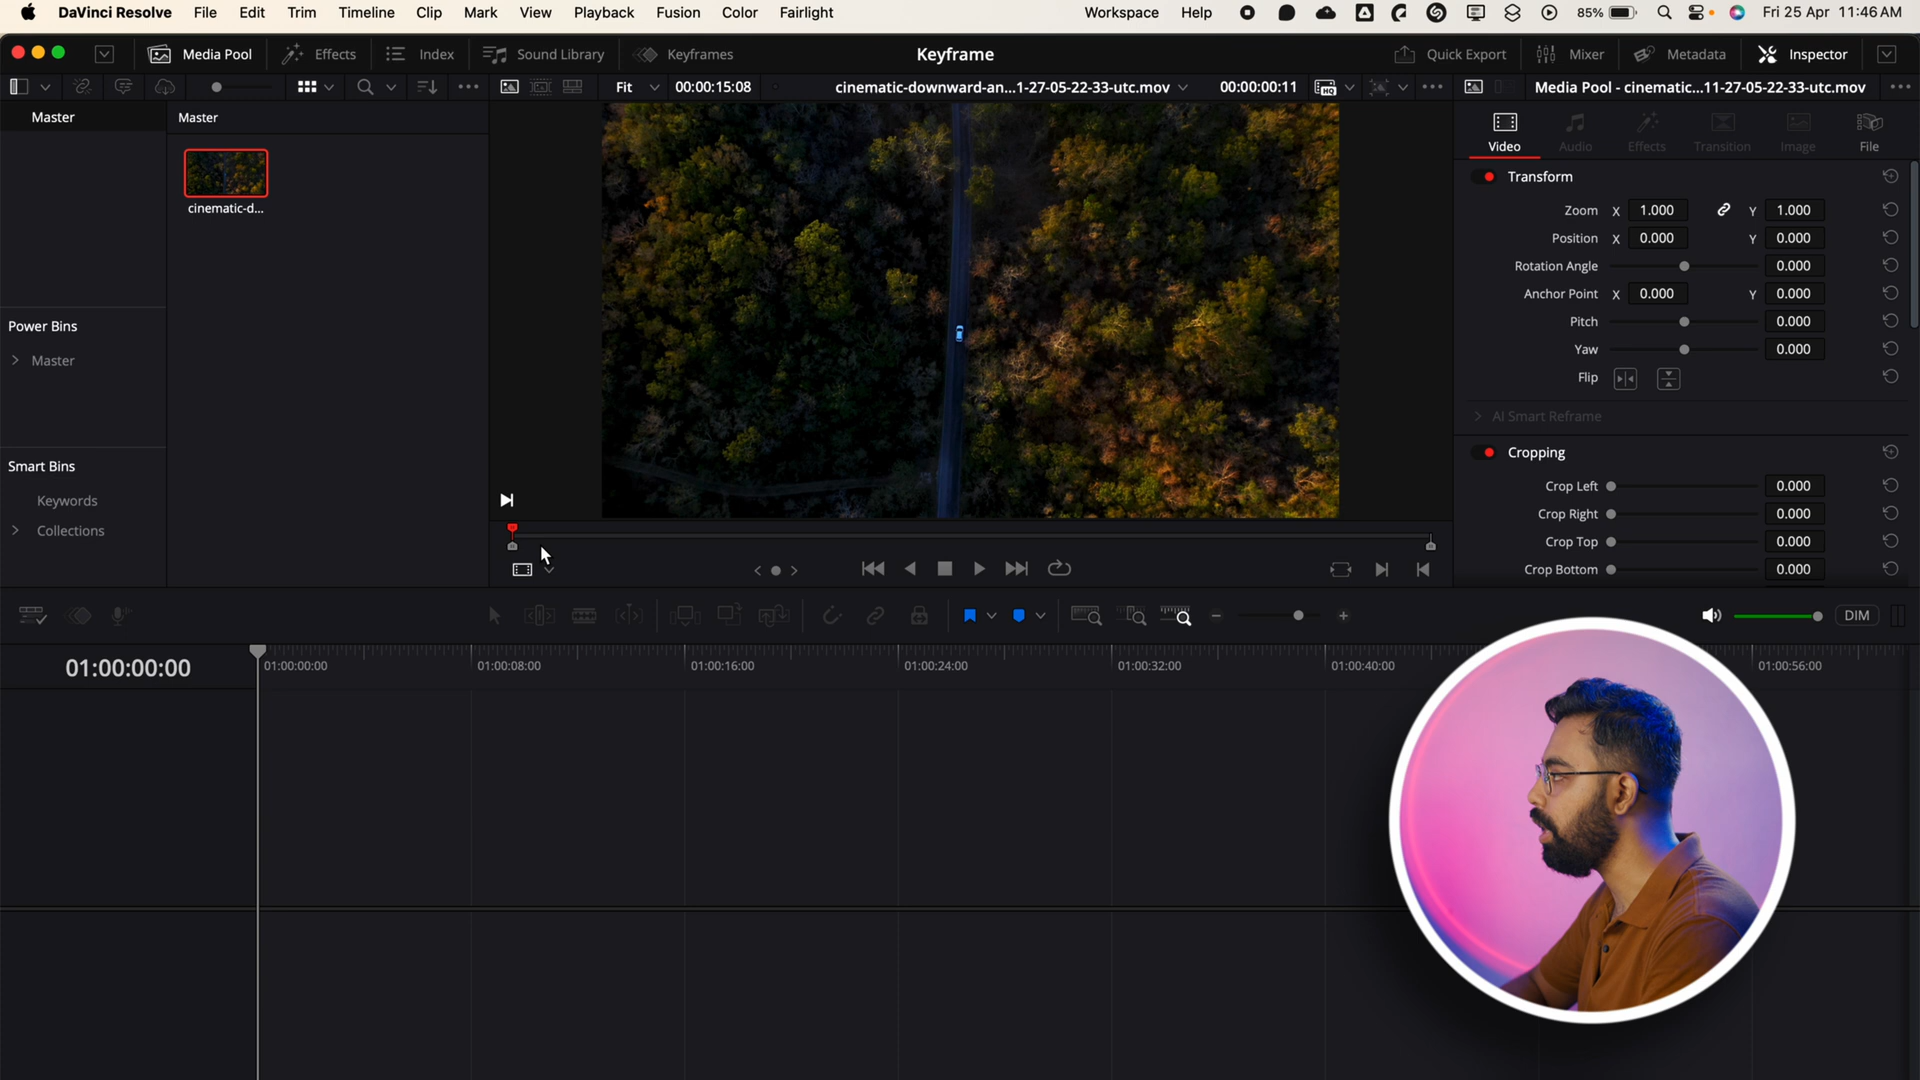 DaVinci Resolve File Edit Trim Timeline Clip Mark View Playback Fusion Color Fairlight Workspace Help 85% Fri 25 Apr 11:46 AM
Media Pool Effects Index Sound Library Keyframes Keyframe Quick Export Mixer Metadata Inspector
Fit 00:00:15:08 cinematic-downward-an...1-27-05-22-33-utc.mov 00:00:00:11 Media Pool - cinematic...11-27-05-22-33-utc.mov
Master
Master
cinematic-d...
Power Bins
Master
Smart Bins
Keywords
Collections
Video Audio Effects Transition Image File
Transform
Zoom X 1.000 Y 1.000
Position X 0.000 Y 0.000
Rotation Angle 0.000
Anchor Point X 0.000 Y 0.000
Pitch 0.000
Yaw 0.000
Flip
AI Smart Reframe
Cropping
Crop Left 0.000
Crop Right 0.000
Crop Top 0.000
Crop Bottom 0.000
DIM
01:00:00:00
01:00:00:00 01:00:08:00 01:00:16:00 01:00:24:00 01:00:32:00 01:00:40:00 01:00:56:00